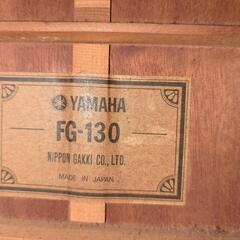 YAMAHA
FG-130
NIPPON GAKKI CO., LTD.
MADE IN JAPAN